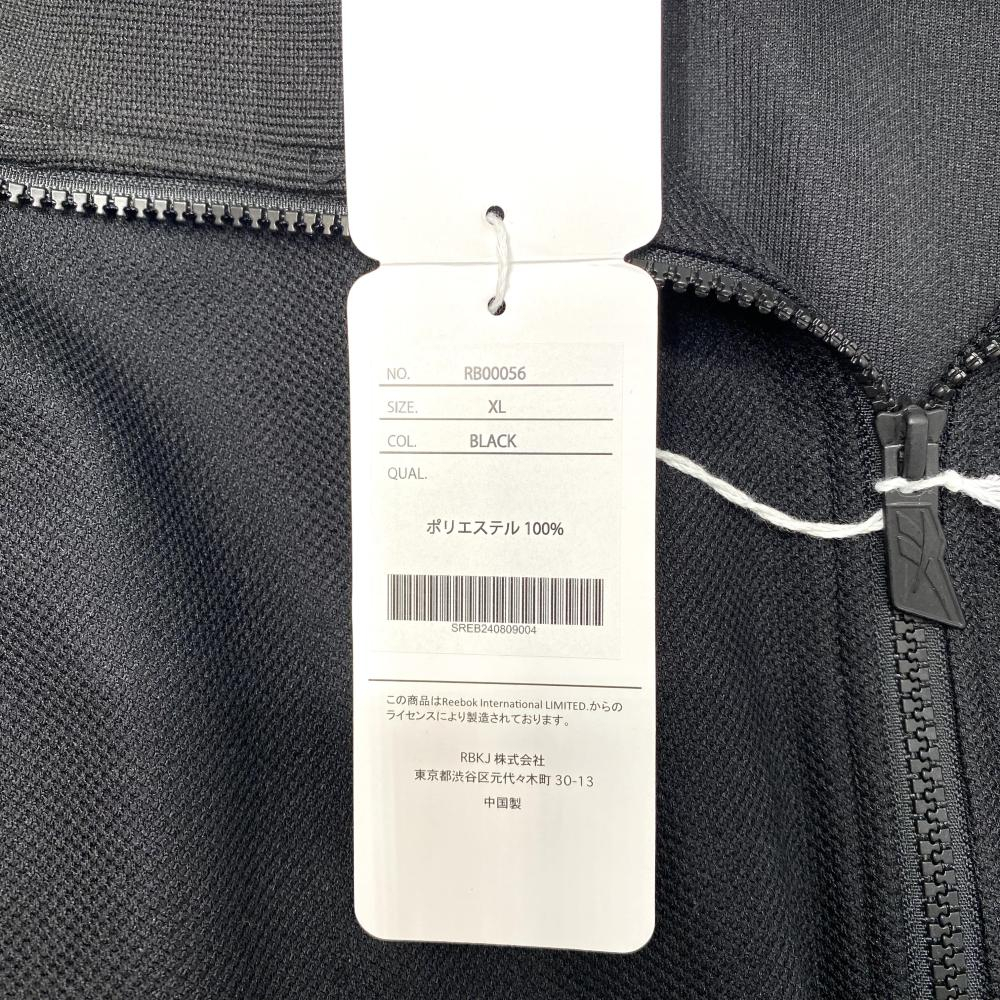 NO. RB00056
SIZE. XL
COL. BLACK
QUAL.
ポリエステル 100%
SREB240809004
この商品はReebok International LIMITED.からの
ライセンスにより製造されております。
RBKJ 株式会社
東京都渋谷区元代々木町 30-13
中国製